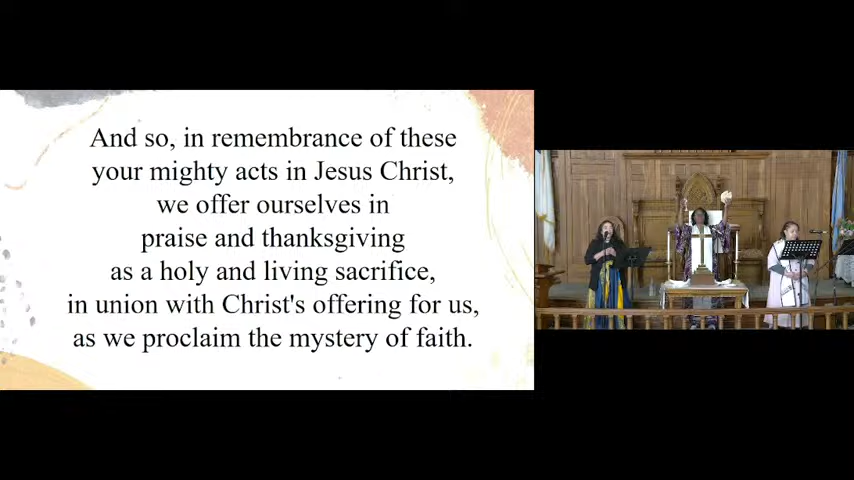 And so, in remembrance of these
your mighty acts in Jesus Christ,
we offer ourselves in
praise and thanksgiving
as a holy and living sacrifice,
in union with Christ's offering for us,
as we proclaim the mystery of faith.